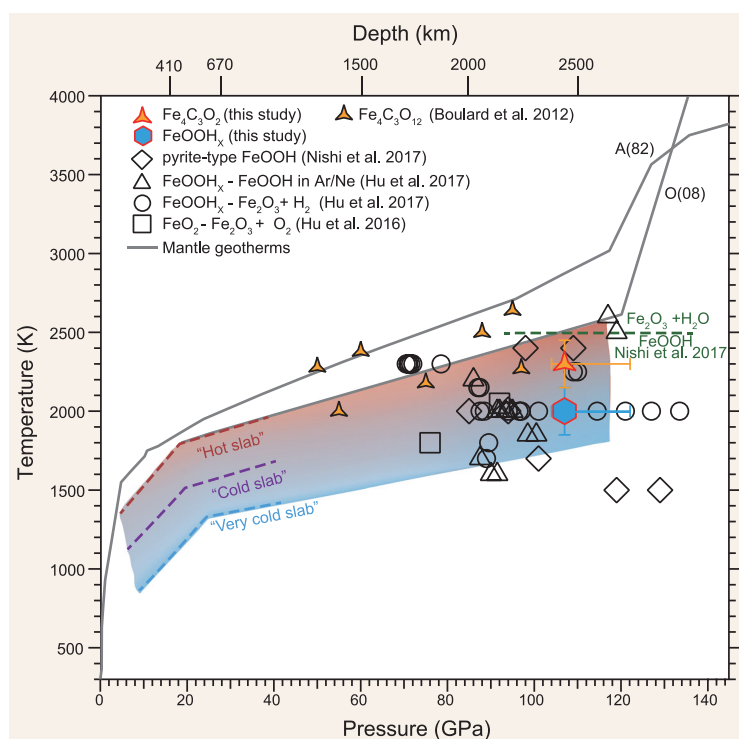 Depth (km)
410 670 1500 2000 2500
4000
3500
3000
2500
2000
1500
1000
500
Temperature (K)
Fe₄C₃O₂ (this study)
Fe₄C₃O₁₂ (Boulard et al. 2012)
FeOOHₓ (this study)
pyrite-type FeOOH (Nishi et al. 2017)
FeOOHₓ - FeOOH in Ar/Ne (Hu et al. 2017)
FeOOHₓ - Fe₂O₃ + H₂ (Hu et al. 2017)
FeO₂ - Fe₂O₃ + O₂ (Hu et al. 2016)
Mantle geotherms
A(82)
O(08)
Fe₂O₃ +H₂O
FeOOH
Nishi et al. 2017
"Hot slab"
"Cold slab"
"Very cold slab"
0 20 40 60 80 100 120 140
Pressure (GPa)